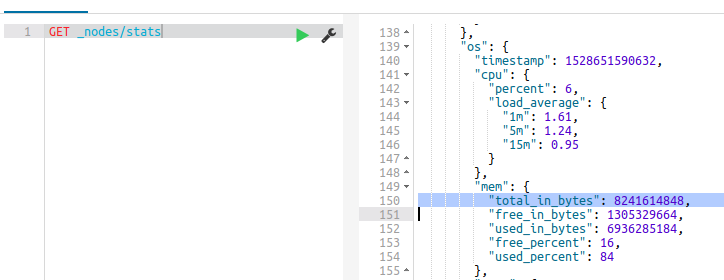 1 GET _nodes/stats
138 },
139 "os": {
140 "timestamp": 1528651590632,
141 "cpu": {
142 "percent": 6,
143 "load_average": {
144 "1m": 1.61,
145 "5m": 1.24,
146 "15m": 0.95
147 }
148 },
149 "mem": {
150 "total_in_bytes": 8241614848,
151 "free_in_bytes": 1305329664,
152 "used_in_bytes": 6936285184,
153 "free_percent": 16,
154 "used_percent": 84
155 },